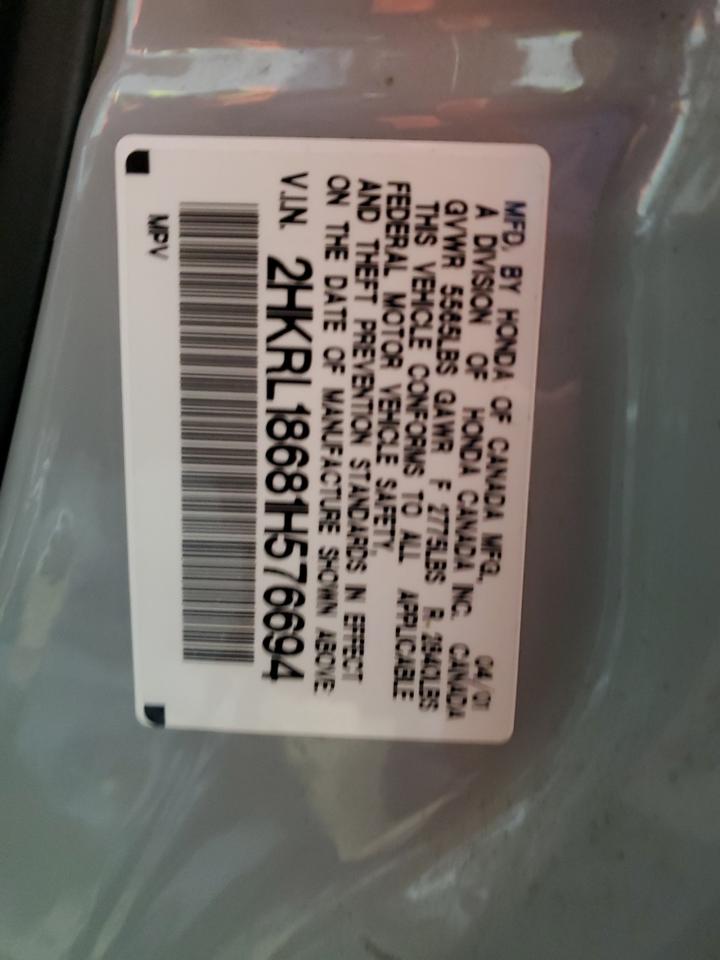 MFD. BY HONDA OF CANADA MFG. 04/01
A DIVISION OF HONDA CANADA INC. CANADA
GVWR 5565LBS GAWR F 2775LBS R 2840LBS
THIS VEHICLE CONFORMS TO ALL APPLICABLE
FEDERAL MOTOR VEHICLE SAFETY,
AND THEFT PREVENTION STANDARDS IN EFFECT
ON THE DATE OF MANUFACTURE SHOWN ABOVE
V.I.N. 2HKRL18681H576694
MPV